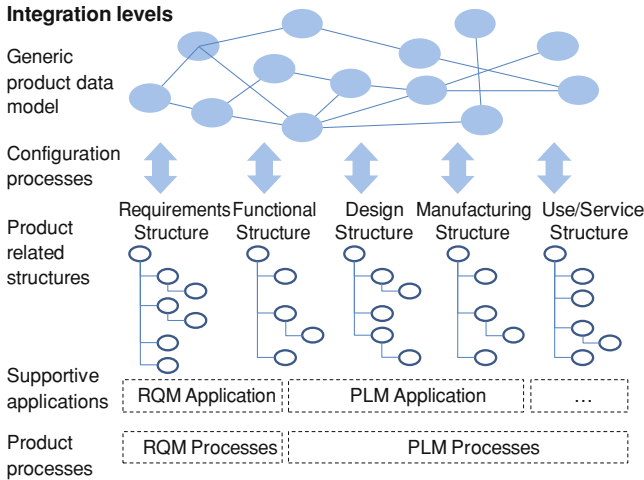 Integration levels
Generic
product data
model
Configuration
processes
Product
related
structures
Requirements
Structure
Functional
Structure
Design
Structure
Manufacturing
Structure
Use/Service
Structure
Supportive
applications
RQM Application
PLM Application
...
Product
processes
RQM Processes
PLM Processes